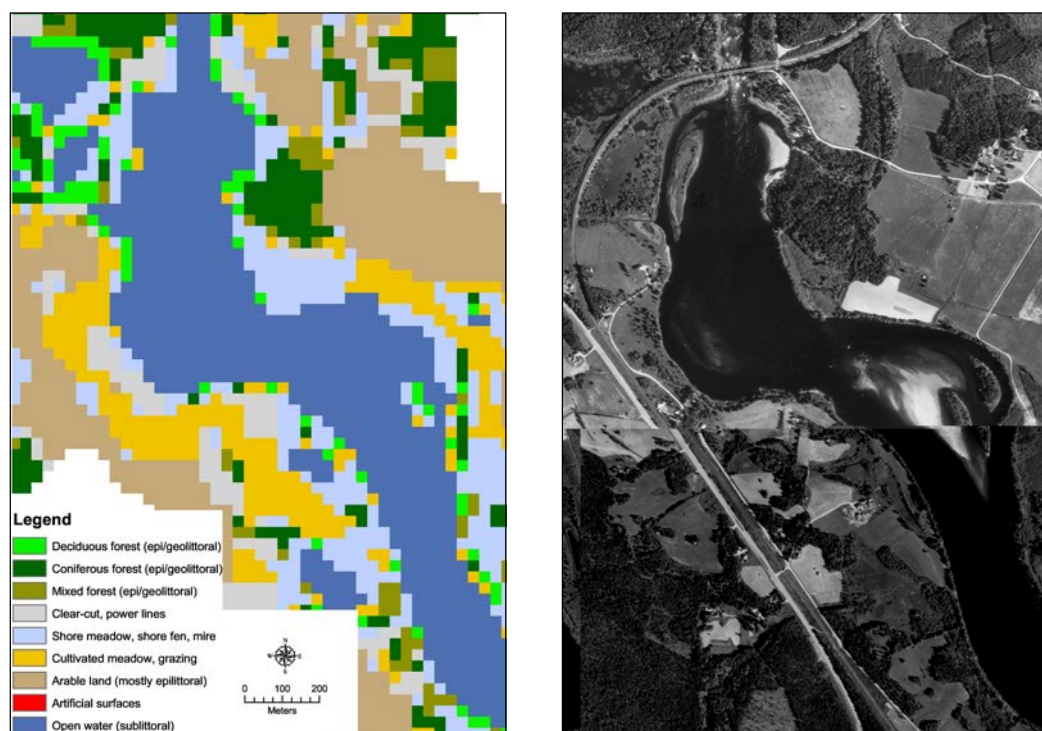 Legend
Deciduous forest (epi/geolittoral)
Coniferous forest (epi/geolittoral)
Mixed forest (epi/geolittoral)
Clear-cut, power lines
Shore meadow, shore fen, mire
Cultivated meadow, grazing
Arable land (mostly epilittoral)
Artificial surfaces
Open water (sublittoral)
N
W
S
0 100 200
Meters